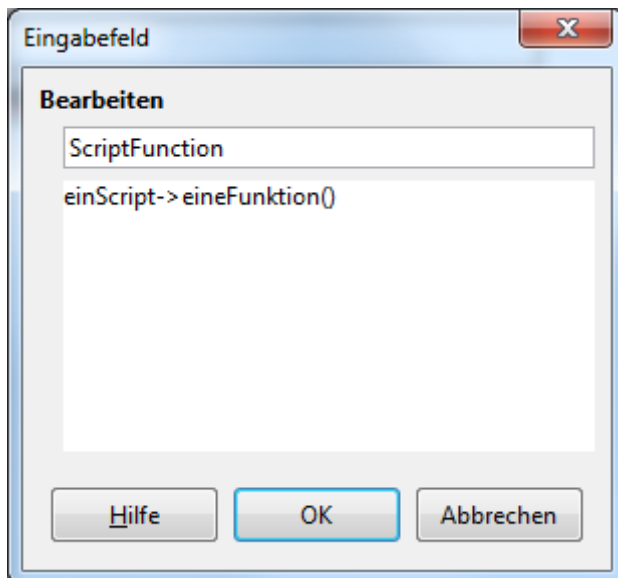 Eingabefeld
Bearbeiten
ScriptFunction
einScript->eineFunktion()
Hilfe
OK
Abbrechen